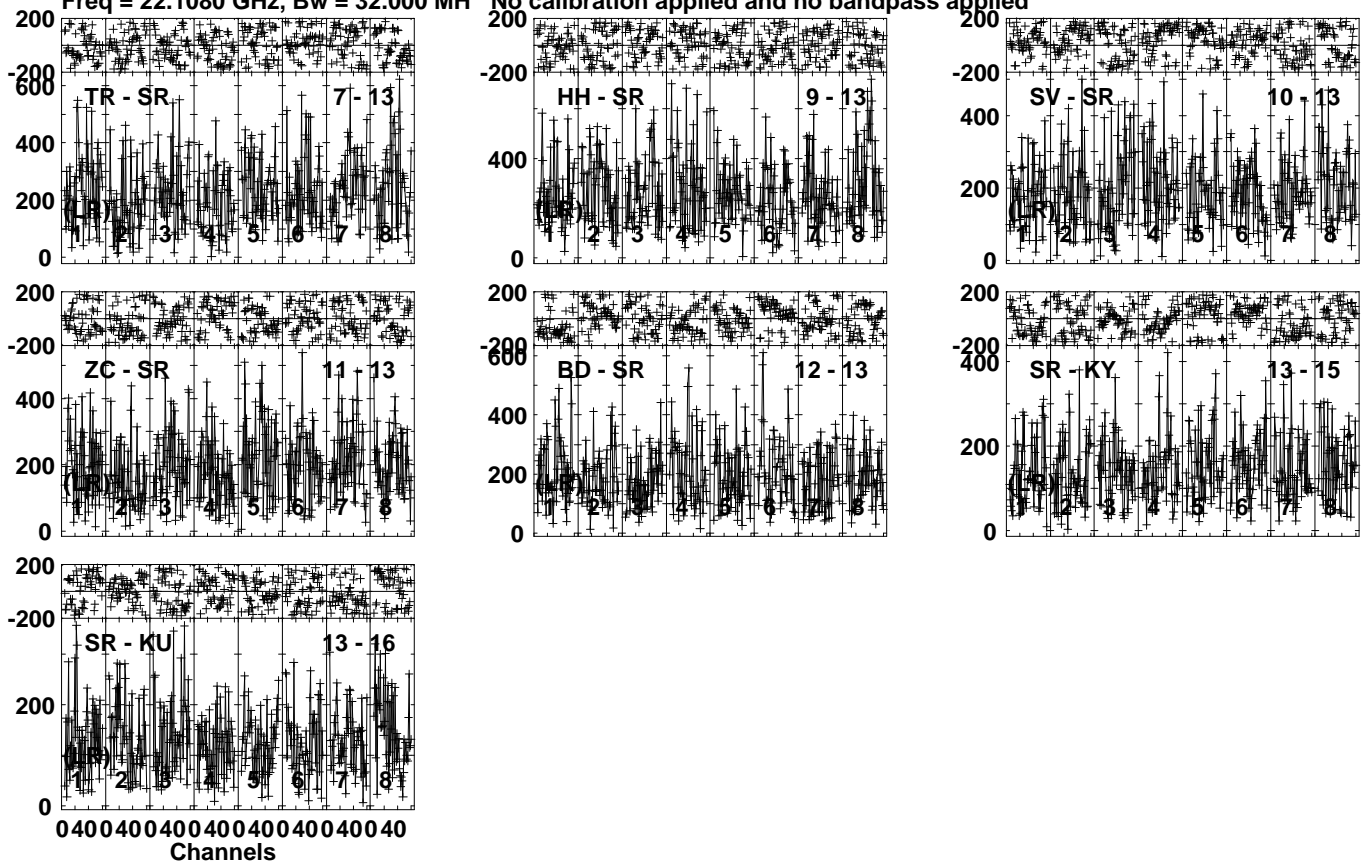 Freq = 22.1080 GHz, Bw = 32.000 MH No calibration applied and no bandpass applied
200
-200
600
400
200
0
TR - SR 7 - 13
(LR)
1 2 3 4 5 6 7 8
200
-200
400
0
HH - SR 9 - 13
(LR)
1 2 3 4 5 6 7 8
200
-200
400
200
0
SV - SR 10 - 13
(LR)
1 2 3 4 5 6 7 8
200
-200
400
200
0
ZC - SR 11 - 13
(LR)
1 2 3 4 5 6 7 8
200
-200
600
400
200
0
BD - SR 12 - 13
(LR)
1 2 3 4 5 6 7 8
200
-200
400
200
0
SR - KY 13 - 15
(LR)
1 2 3 4 5 6 7 8
200
-200
200
0
SR - KU 13 - 16
(LR)
1 2 3 4 5 6 7 8
0 40 0 40 0 40 0 40 0 40 0 40 0 40 0 40
Channels